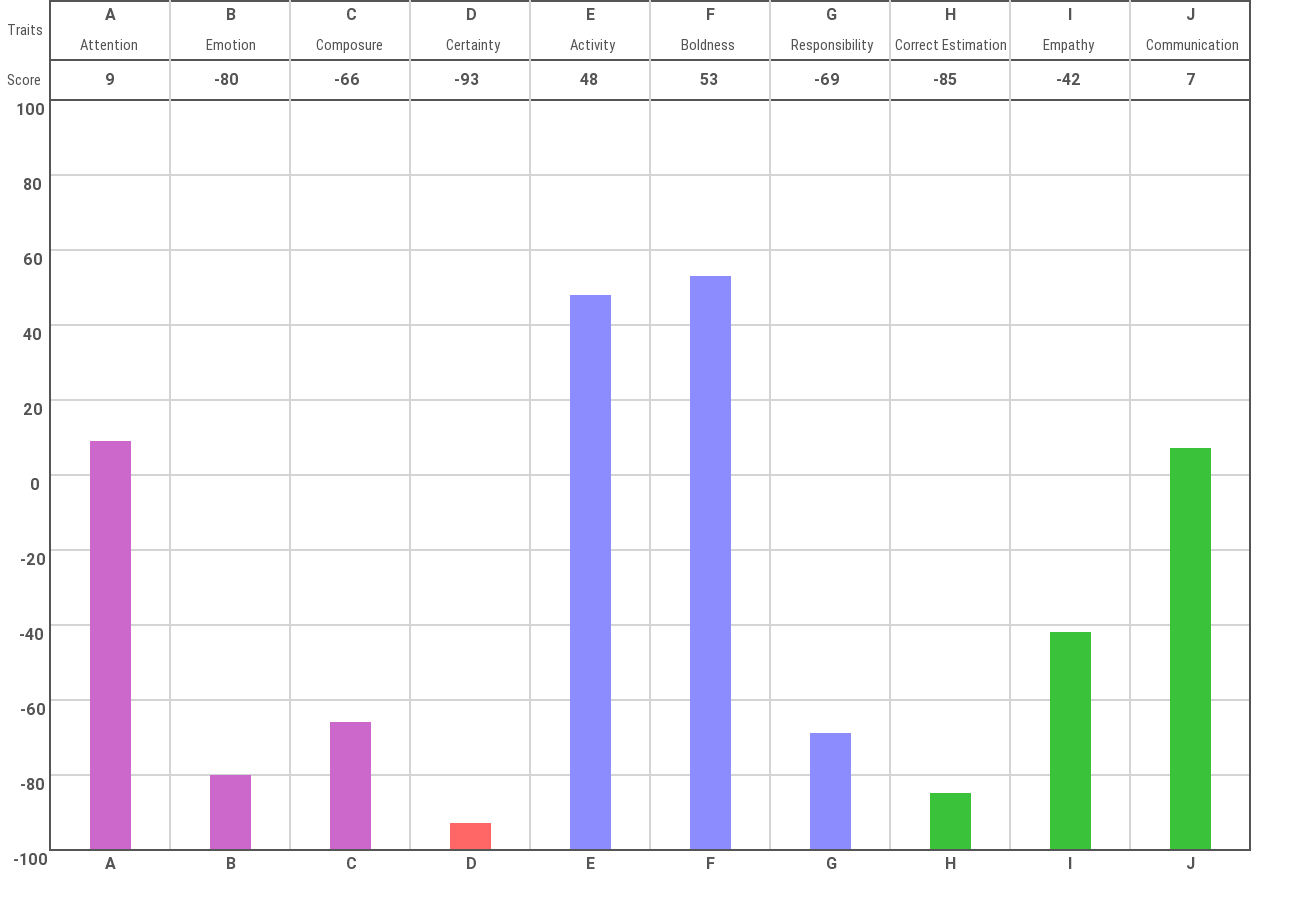 A B C D E F G H I J
Traits
Attention Emotion Composure Certainty Activity Boldness Responsibility Correct Estimation Empathy Communication
Score 9 -80 -66 -93 48 53 -69 -85 -42 7
100
80
60
40
20
0
-20
-40
-60
-80
-100
A B C D E F G H I J